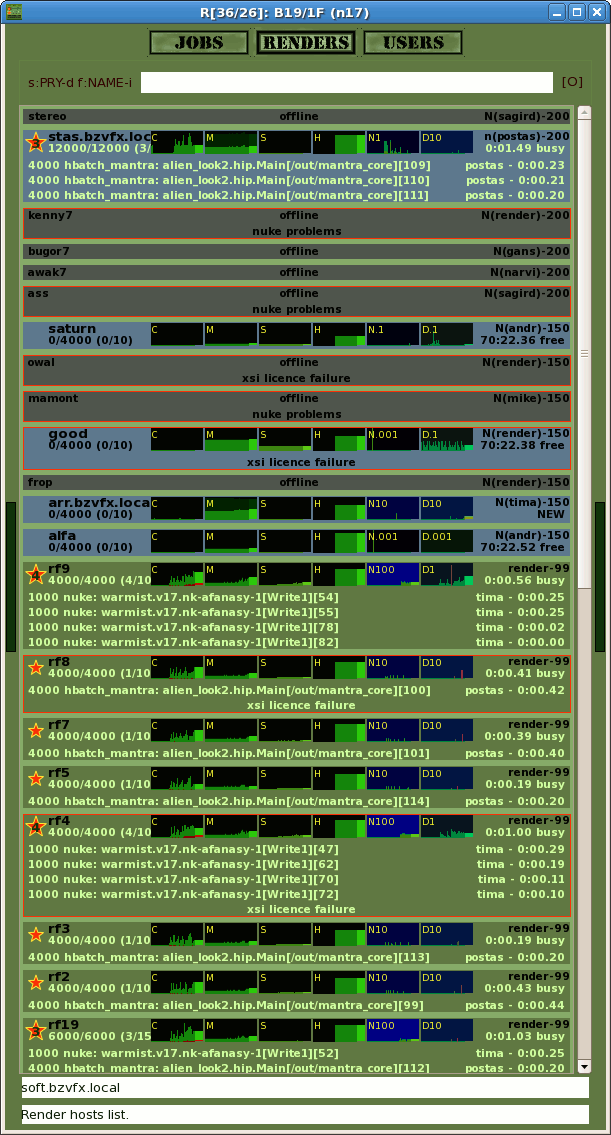 R[36/26]: B19/1F (n17)
JOBS RENDERS USERS
s:PRY-d f:NAME-i [O]
stereo offline N(sagird)-200
3 stas.bzvfx.loc C M S H N1 D10 n(postas)-200
12000/12000 (3/ 0:01.49 busy
4000 hbatch_mantra: alien_look2.hip.Main[/out/mantra_core][109] postas - 0:00.23
4000 hbatch_mantra: alien_look2.hip.Main[/out/mantra_core][110] postas - 0:00.21
4000 hbatch_mantra: alien_look2.hip.Main[/out/mantra_core][111] postas - 0:00.20
kenny7 offline N(render)-200
nuke problems
bugor7 offline N(gans)-200
awak7 offline N(narvi)-200
ass offline N(sagird)-200
nuke problems
saturn C M S H N.1 D.1 N(andr)-150
0/4000 (0/10) 70:22.36 free
owal offline N(render)-150
xsi licence failure
mamont offline N(mike)-150
nuke problems
good C M S H N.001 D.1 N(render)-150
0/4000 (0/10) 70:22.38 free
xsi licence failure
frop offline N(render)-150
arr.bzvfx.loca C M S H N10 D10 N(tima)-150
0/4000 (0/10) NEW
alfa C M S H N.001 D.001 N(andr)-150
0/4000 (0/10) 70:22.52 free
4 rf9 C M S H N100 D1 render-99
4000/4000 (4/10 0:00.56 busy
1000 nuke: warmist.v17.nk-afanasy-1[Write1][54] tima - 0:00.25
1000 nuke: warmist.v17.nk-afanasy-1[Write1][55] tima - 0:00.25
1000 nuke: warmist.v17.nk-afanasy-1[Write1][78] tima - 0:00.02
1000 nuke: warmist.v17.nk-afanasy-1[Write1][82] tima - 0:00.00
rf8 C M S H N10 D10 render-99
4000/4000 (1/10 0:00.41 busy
4000 hbatch_mantra: alien_look2.hip.Main[/out/mantra_core][100] postas - 0:00.42
xsi licence failure
rf7 C M S H N10 D10 render-99
4000/4000 (1/10 0:00.39 busy
4000 hbatch_mantra: alien_look2.hip.Main[/out/mantra_core][101] postas - 0:00.40
rf5 C M S H N10 D10 render-99
4000/4000 (1/10 0:00.19 busy
4000 hbatch_mantra: alien_look2.hip.Main[/out/mantra_core][114] postas - 0:00.20
4 rf4 C M S H N100 D1 render-99
4000/4000 (4/10 0:01.00 busy
1000 nuke: warmist.v17.nk-afanasy-1[Write1][47] tima - 0:00.29
1000 nuke: warmist.v17.nk-afanasy-1[Write1][62] tima - 0:00.19
1000 nuke: warmist.v17.nk-afanasy-1[Write1][70] tima - 0:00.11
1000 nuke: warmist.v17.nk-afanasy-1[Write1][72] tima - 0:00.10
xsi licence failure
rf3 C M S H N10 D10 render-99
4000/4000 (1/10 0:00.19 busy
4000 hbatch_mantra: alien_look2.hip.Main[/out/mantra_core][113] postas - 0:00.20
rf2 C M S H N10 D10 render-99
4000/4000 (1/10 0:00.43 busy
4000 hbatch_mantra: alien_look2.hip.Main[/out/mantra_core][99] postas - 0:00.44
3 rf19 C M S H N100 D10 render-99
6000/6000 (3/15 0:01.03 busy
1000 nuke: warmist.v17.nk-afanasy-1[Write1][52] tima - 0:00.25
4000 hbatch_mantra: alien_look2.hip.Main[/out/mantra_core][112] postas - 0:00.20
soft.bzvfx.local
Render hosts list.